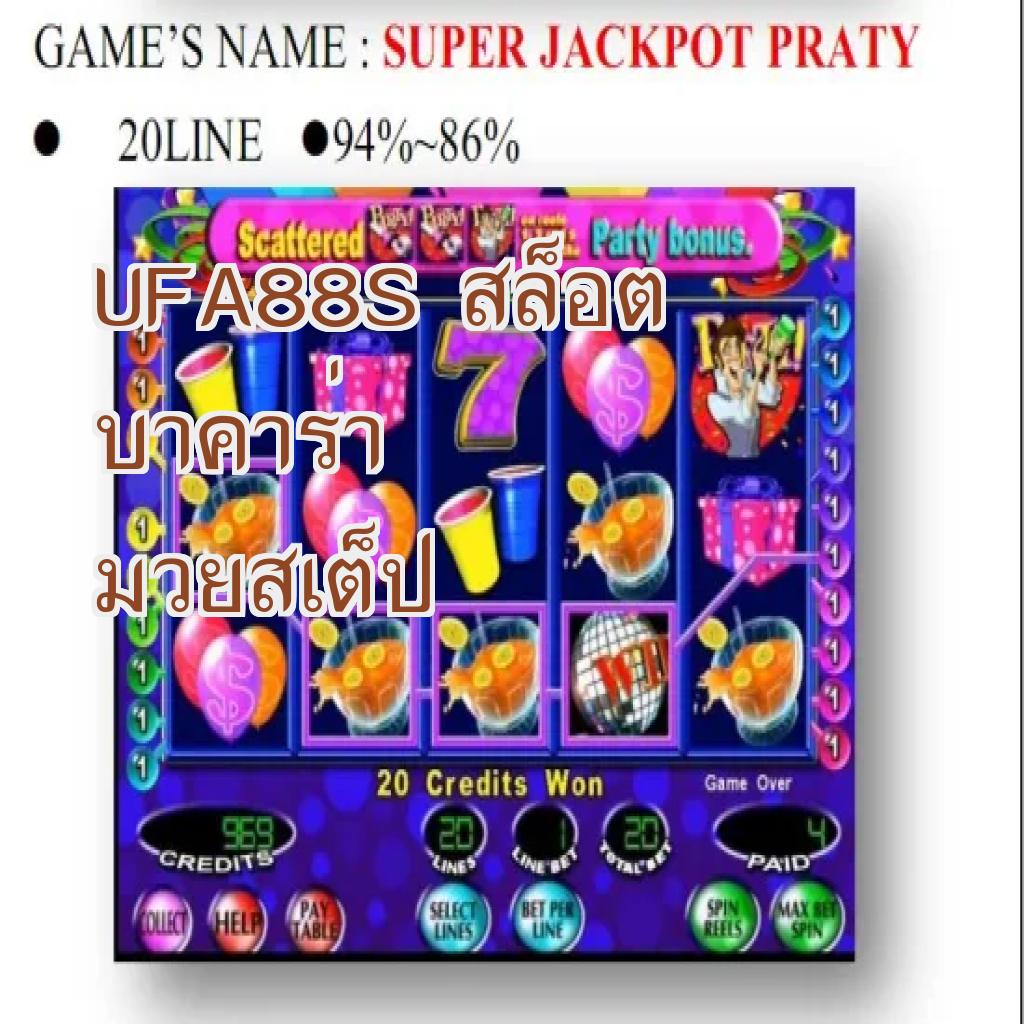 GAME'S NAME : SUPER JACKPOT PRATY
● 20LINE ●94%~86%
Scattered Party bonus.
UFA88S สล็อต
บาคาร่า
มวยสเต็ป
7
20 Credits Won
Game Over
969 20 1 20 4
CREDITS LINES LINE BET TOTAL BET PAID
COLLECT HELP PAY TABLE SELECT LINES BET PER LINE SPIN REELS MAX BET SPIN